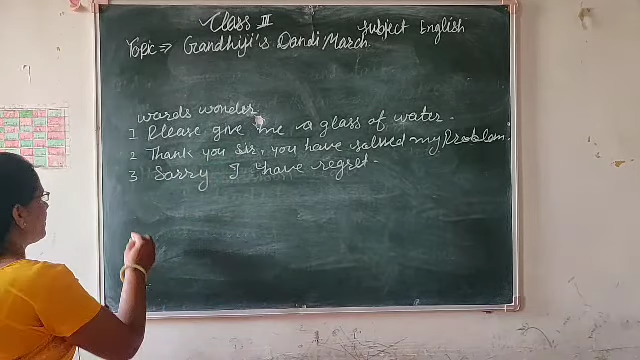 Class III
subject English
Topic ⇒ Gandhiji's Dandi March.
words wonder
1 Please give me a glass of water.
2 Thank you Sir, you have solved my Problem.
3 Sorry I have regret.